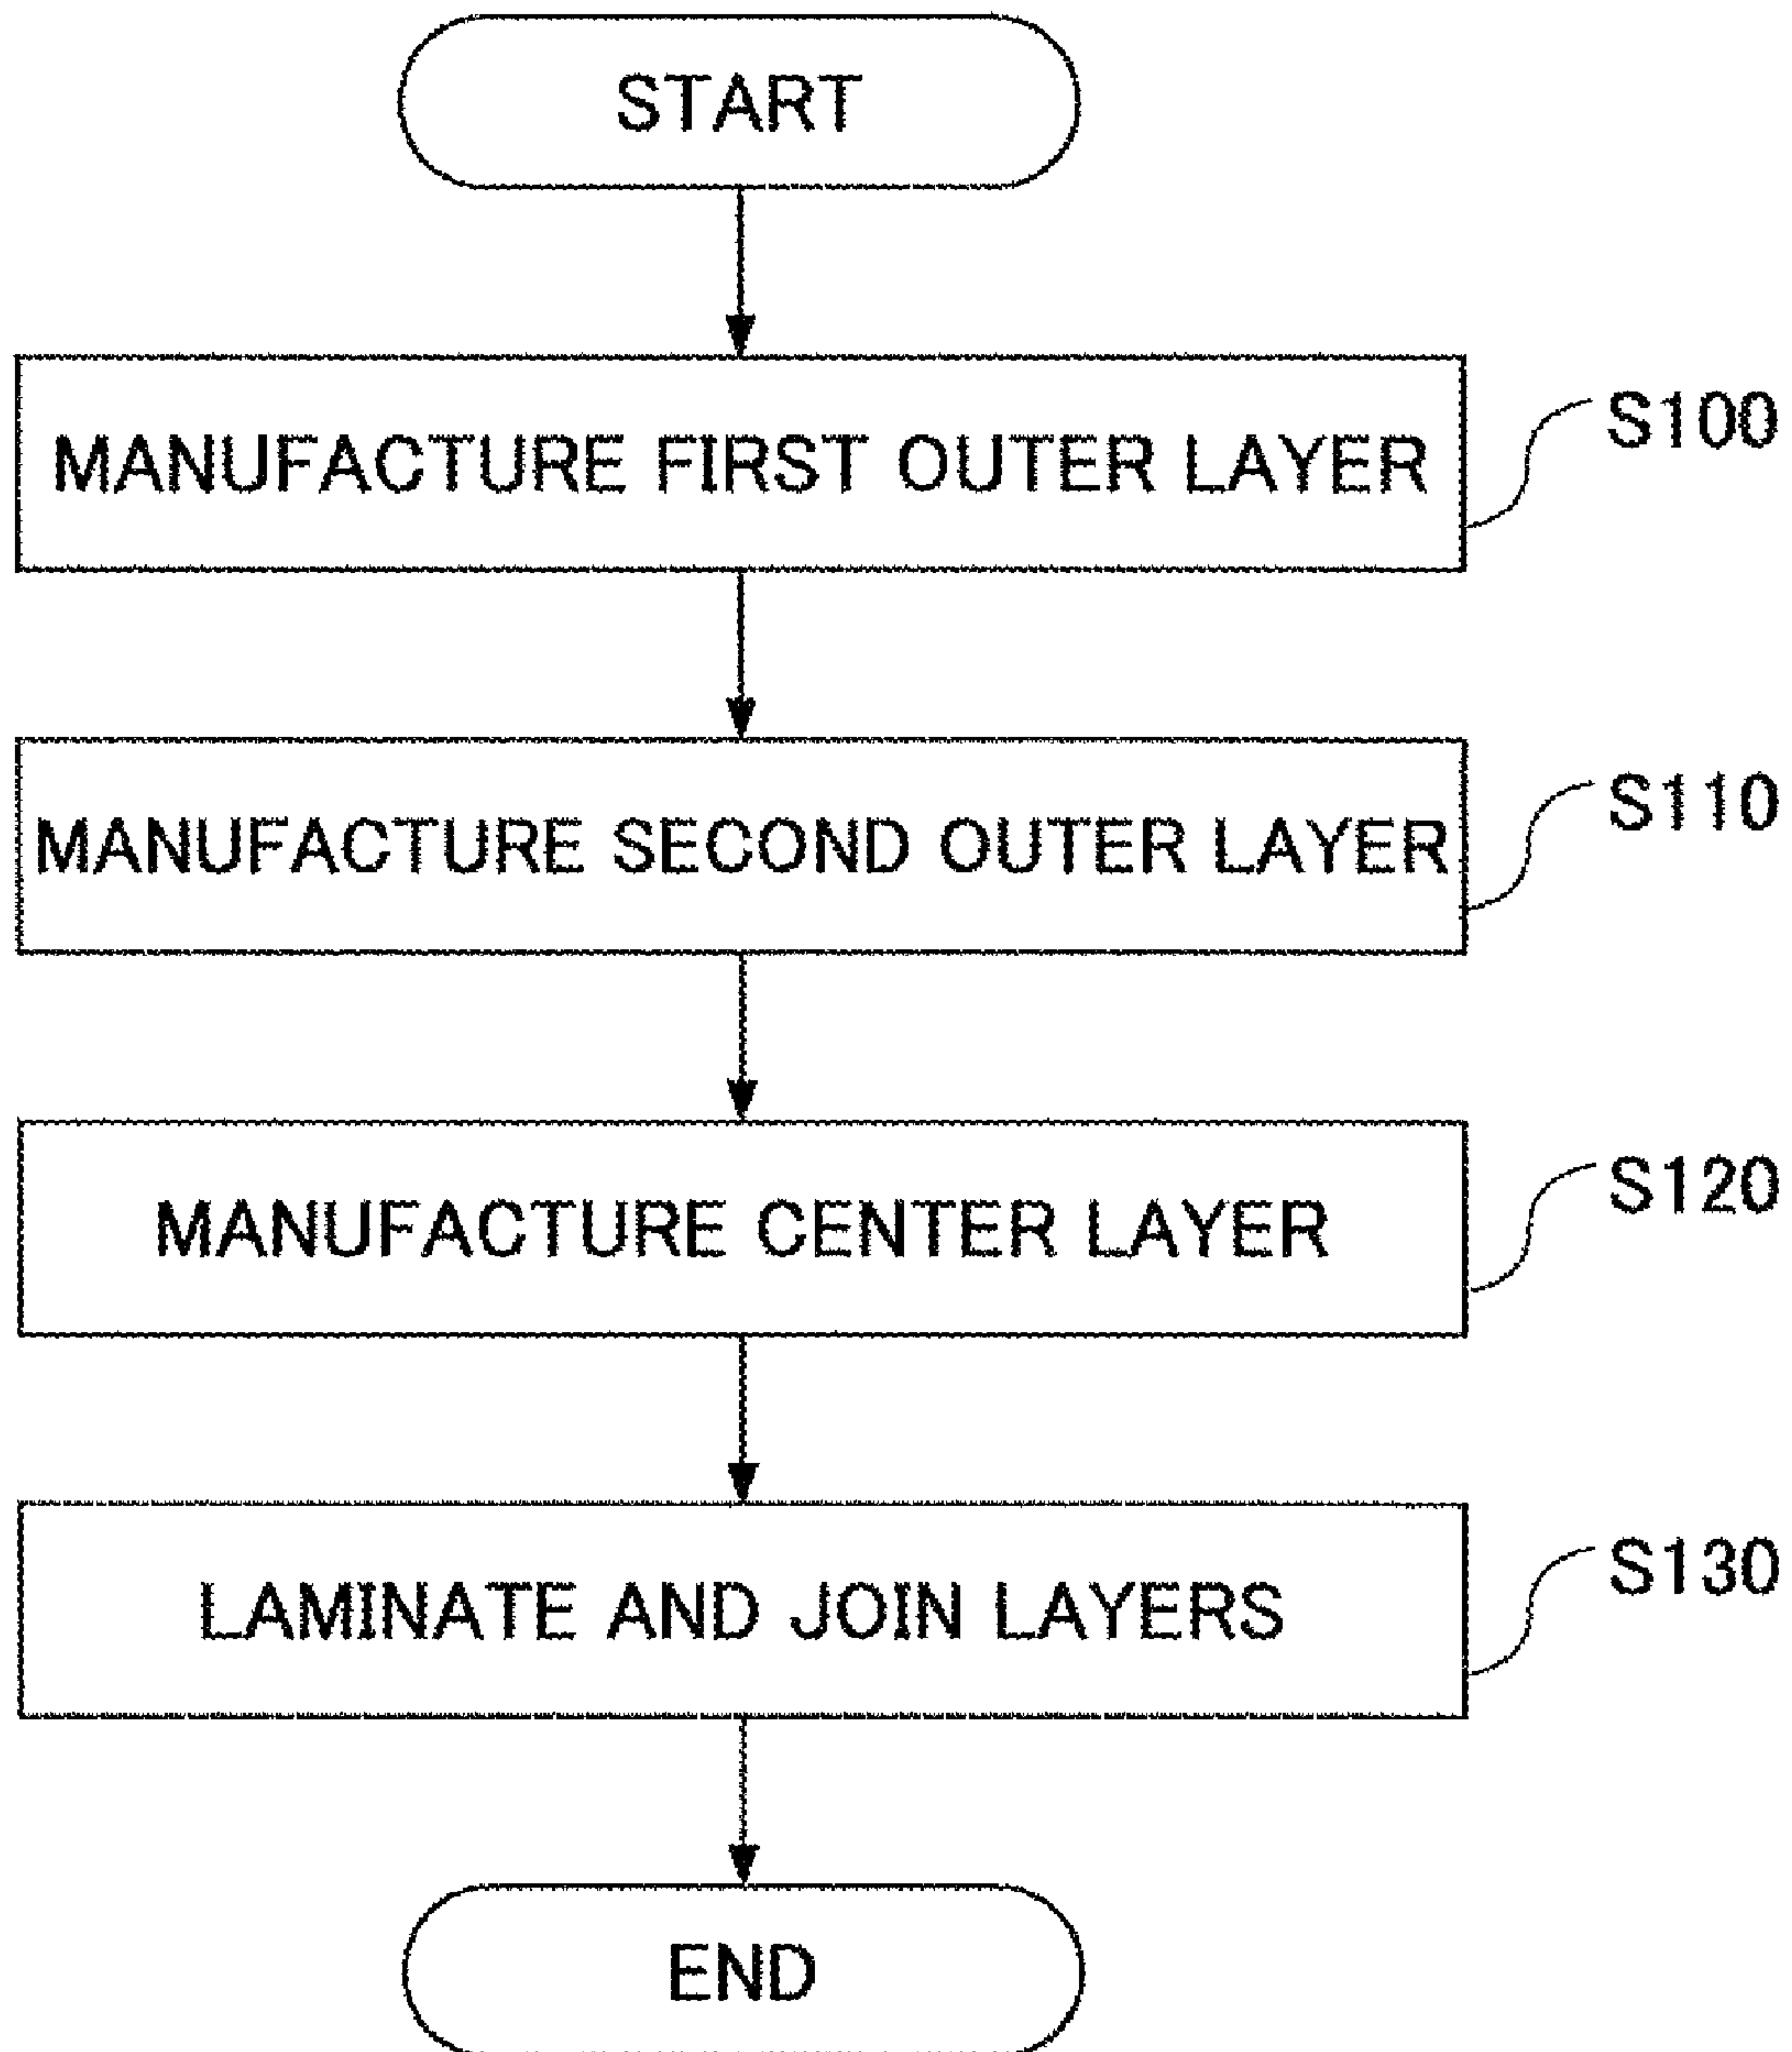 START
MANUFACTURE FIRST OUTER LAYER
S100
MANUFACTURE SECOND OUTER LAYER
S110
MANUFACTURE CENTER LAYER
S120
LAMINATE AND JOIN LAYERS
S130
END